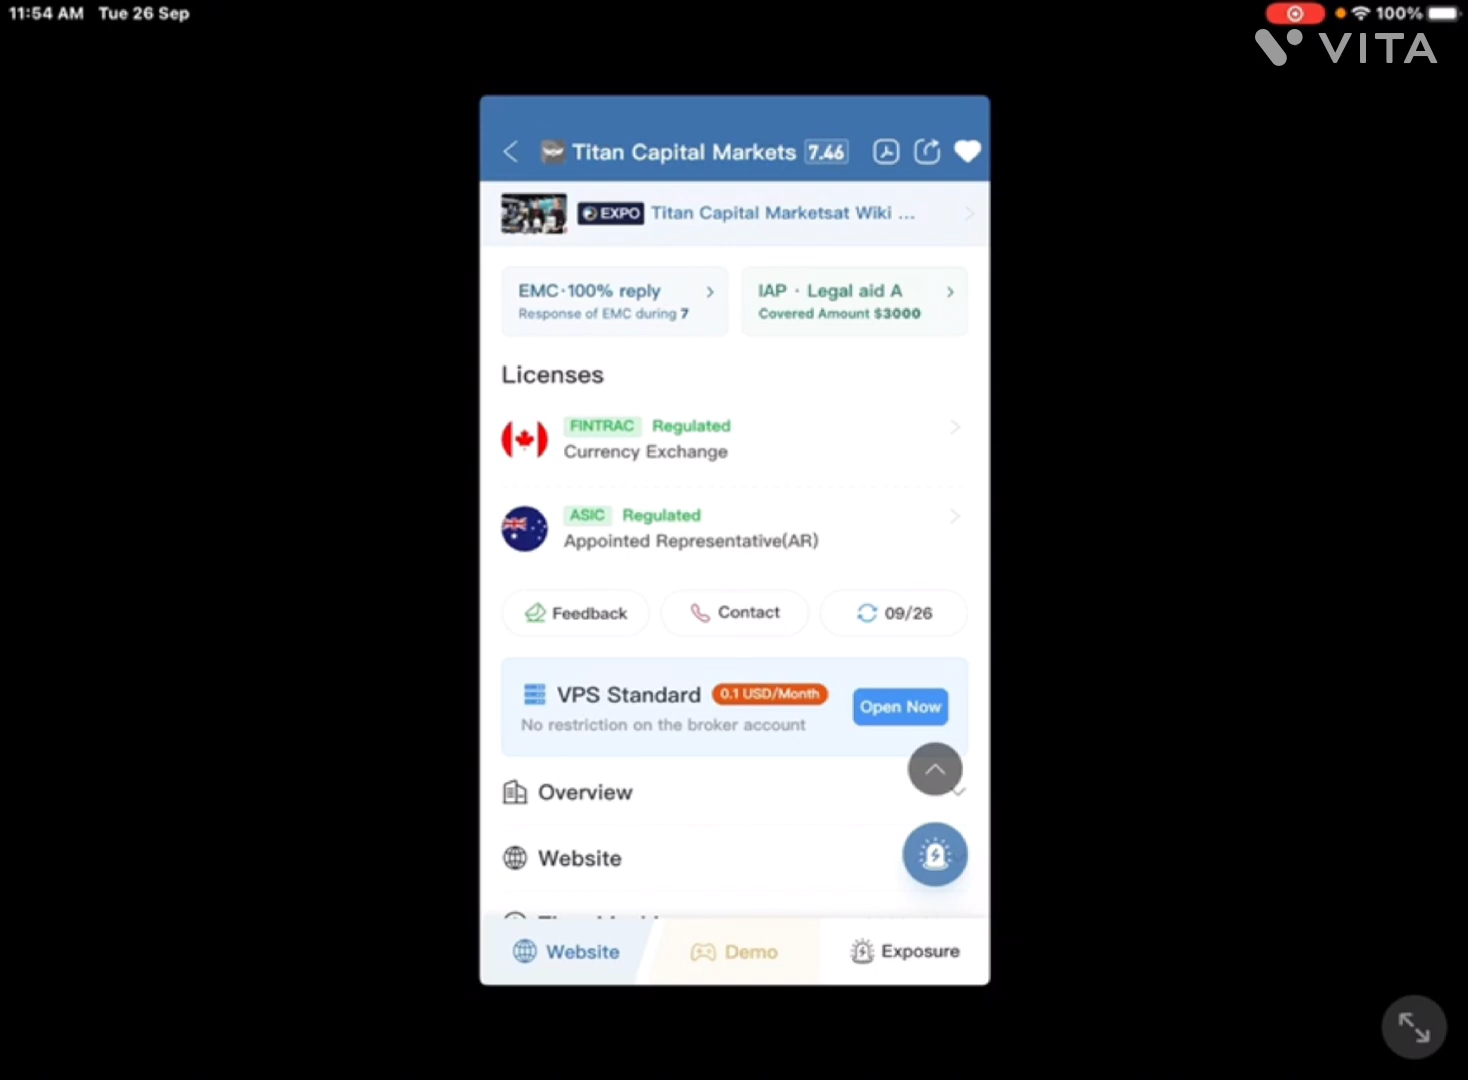 11:54 AM Tue 26 Sep
100%
VITA
Titan Capital Markets 7.46
EXPO Titan Capital Marketsat Wiki ...
EMC·100% reply
Response of EMC during 7
IAP · Legal aid A
Covered Amount $3000
Licenses
FINTRAC Regulated
Currency Exchange
ASIC Regulated
Appointed Representative(AR)
Feedback
Contact
09/26
VPS Standard 0.1 USD/Month
No restriction on the broker account
Open Now
Overview
Website
Website
Demo
Exposure